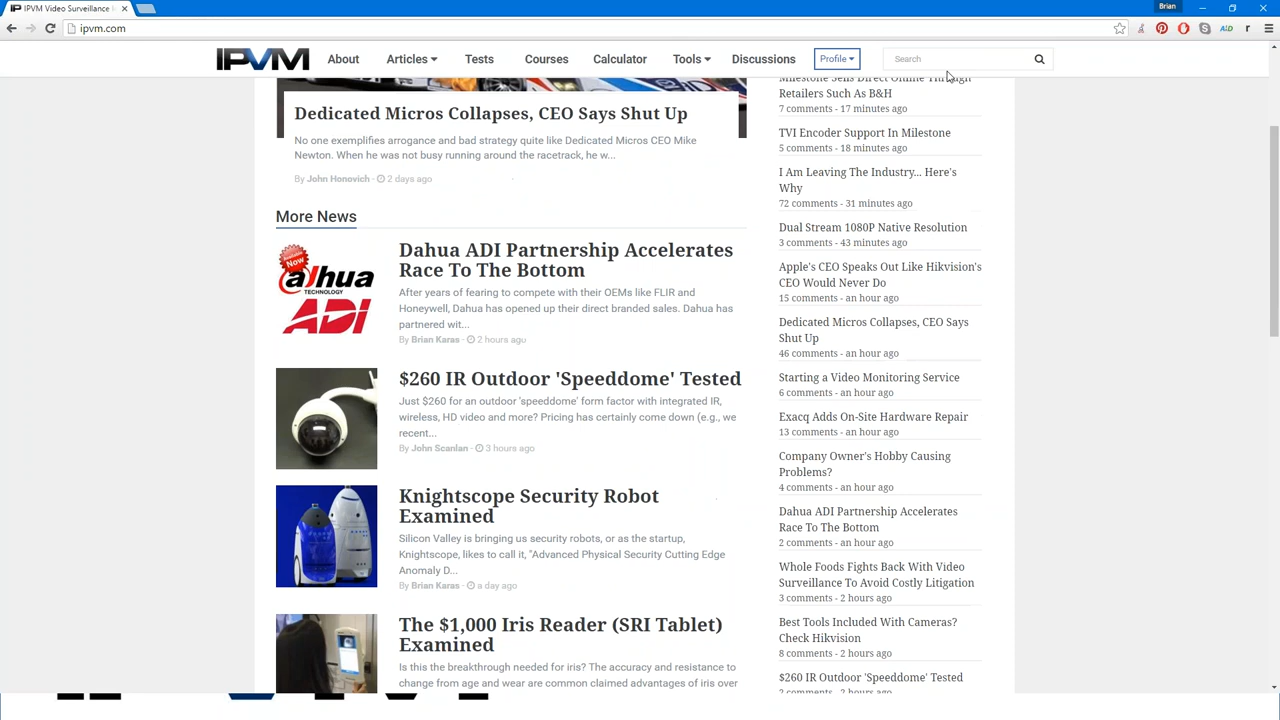 IPVM Video Surveillance
Brian
ipvm.com
IPVM
About
Articles
Tests
Courses
Calculator
Tools
Discussions
Profile
Search
Dedicated Micros Collapses, CEO Says Shut Up
No one exemplifies arrogance and bad strategy quite like Dedicated Micros CEO Mike
Newton. When he was not busy running around the racetrack, he w...
By John Honovich - 2 days ago
More News
Now
alhua
TECHNOLOGY
ADI
Dahua ADI Partnership Accelerates
Race To The Bottom
After years of fearing to compete with their OEMs like FLIR and
Honeywell, Dahua has opened up their direct branded sales. Dahua has
partnered wit...
By Brian Karas - 2 hours ago
$260 IR Outdoor 'Speeddome' Tested
Just $260 for an outdoor 'speeddome' form factor with integrated IR,
wireless, HD video and more? Pricing has certainly come down (e.g., we
recent...
By John Scanlan - 3 hours ago
Knightscope Security Robot
Examined
Silicon Valley is bringing us security robots, or as the startup,
Knightscope, likes to call it, "Advanced Physical Security Cutting Edge
Anomaly D...
By Brian Karas - a day ago
The $1,000 Iris Reader (SRI Tablet)
Examined
Is this the breakthrough needed for iris? The accuracy and resistance to
change from age and wear are common claimed advantages of iris over
Milestone Sells Direct Online Through
Retailers Such As B&H
7 comments - 17 minutes ago
TVI Encoder Support In Milestone
5 comments - 18 minutes ago
I Am Leaving The Industry... Here's
Why
72 comments - 31 minutes ago
Dual Stream 1080P Native Resolution
3 comments - 43 minutes ago
Apple's CEO Speaks Out Like Hikvision's
CEO Would Never Do
15 comments - an hour ago
Dedicated Micros Collapses, CEO Says
Shut Up
46 comments - an hour ago
Starting a Video Monitoring Service
6 comments - an hour ago
Exacq Adds On-Site Hardware Repair
13 comments - an hour ago
Company Owner's Hobby Causing
Problems?
4 comments - an hour ago
Dahua ADI Partnership Accelerates
Race To The Bottom
2 comments - an hour ago
Whole Foods Fights Back With Video
Surveillance To Avoid Costly Litigation
3 comments - 2 hours ago
Best Tools Included With Cameras?
Check Hikvision
8 comments - 2 hours ago
$260 IR Outdoor 'Speeddome' Tested
2 comments - 2 hours ago